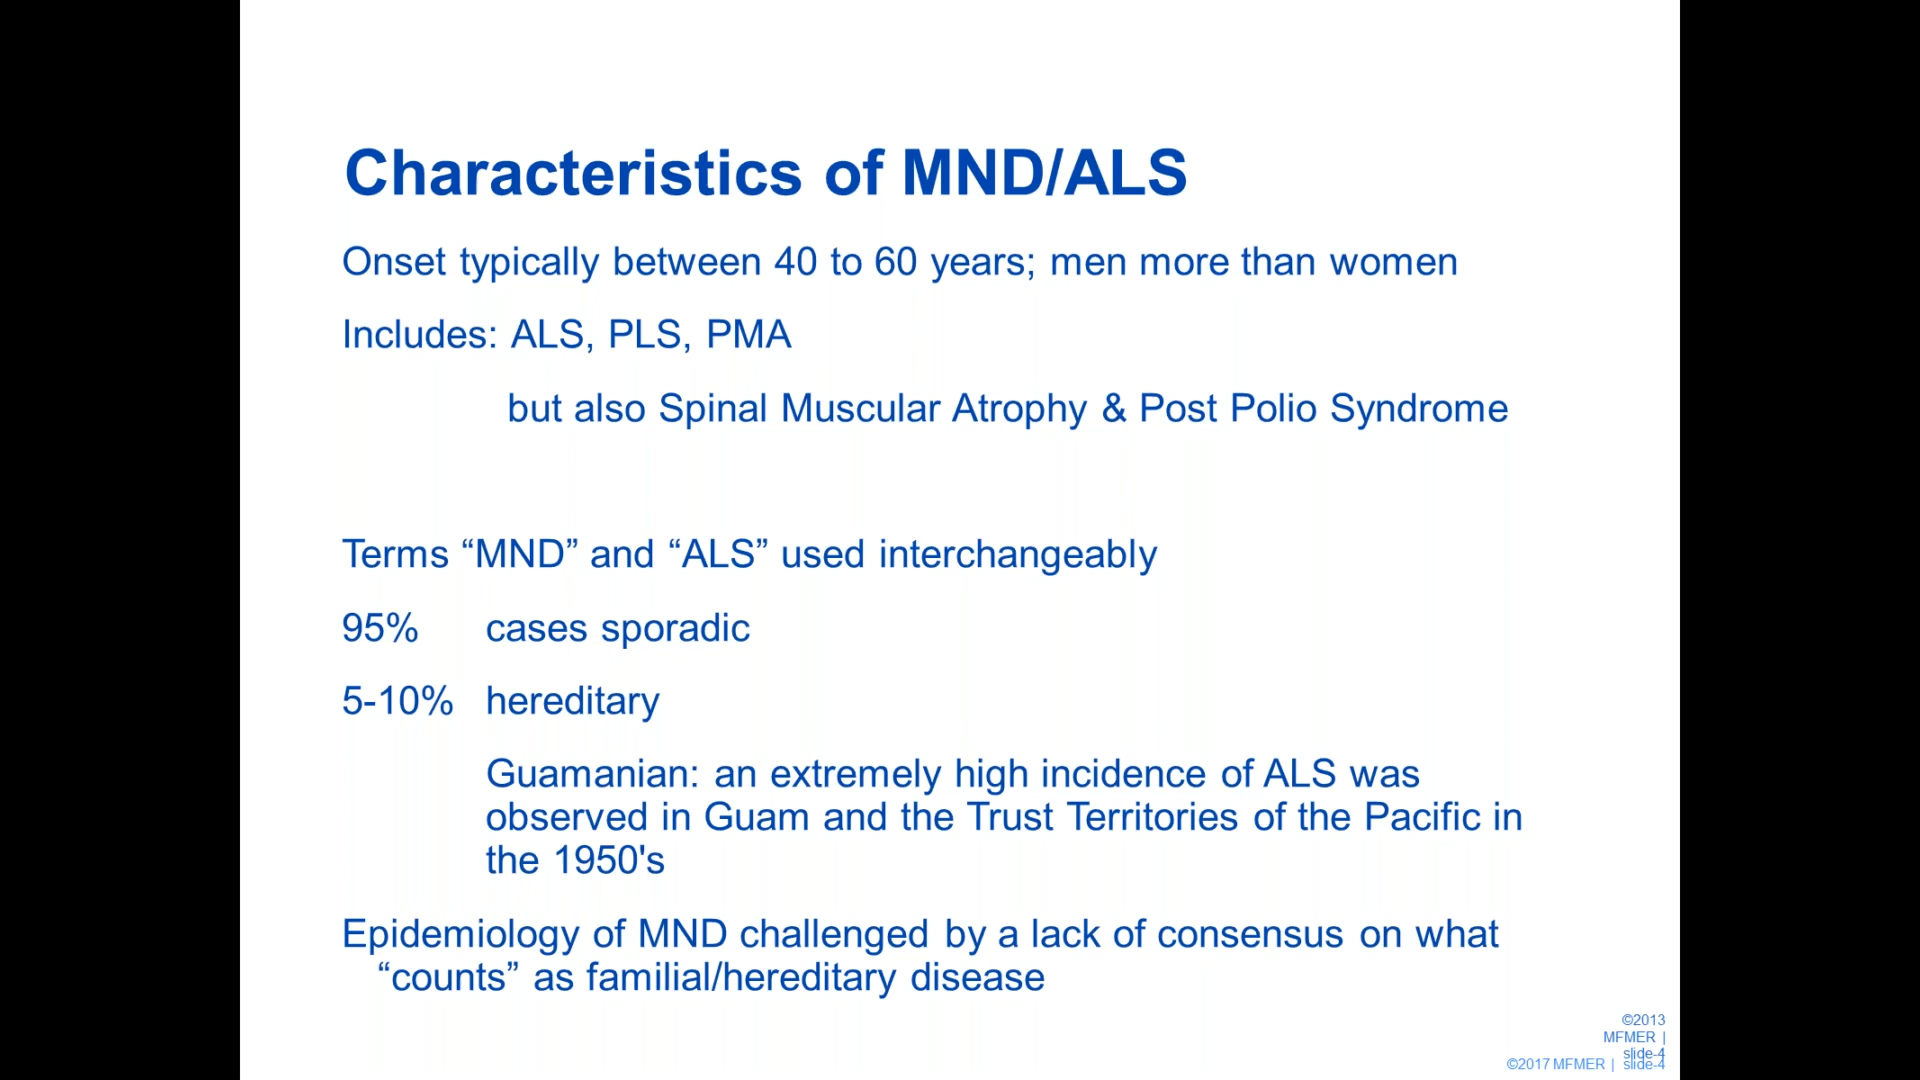 Characteristics of MND/ALS
Onset typically between 40 to 60 years; men more than women
Includes: ALS, PLS, PMA
but also Spinal Muscular Atrophy & Post Polio Syndrome
Terms “MND” and “ALS” used interchangeably
95% cases sporadic
5-10% hereditary
Guamanian: an extremely high incidence of ALS was
observed in Guam and the Trust Territories of the Pacific in
the 1950's
Epidemiology of MND challenged by a lack of consensus on what
“counts” as familial/hereditary disease
©2013
MFMER |
slide-4
©2017 MFMER | slide-4